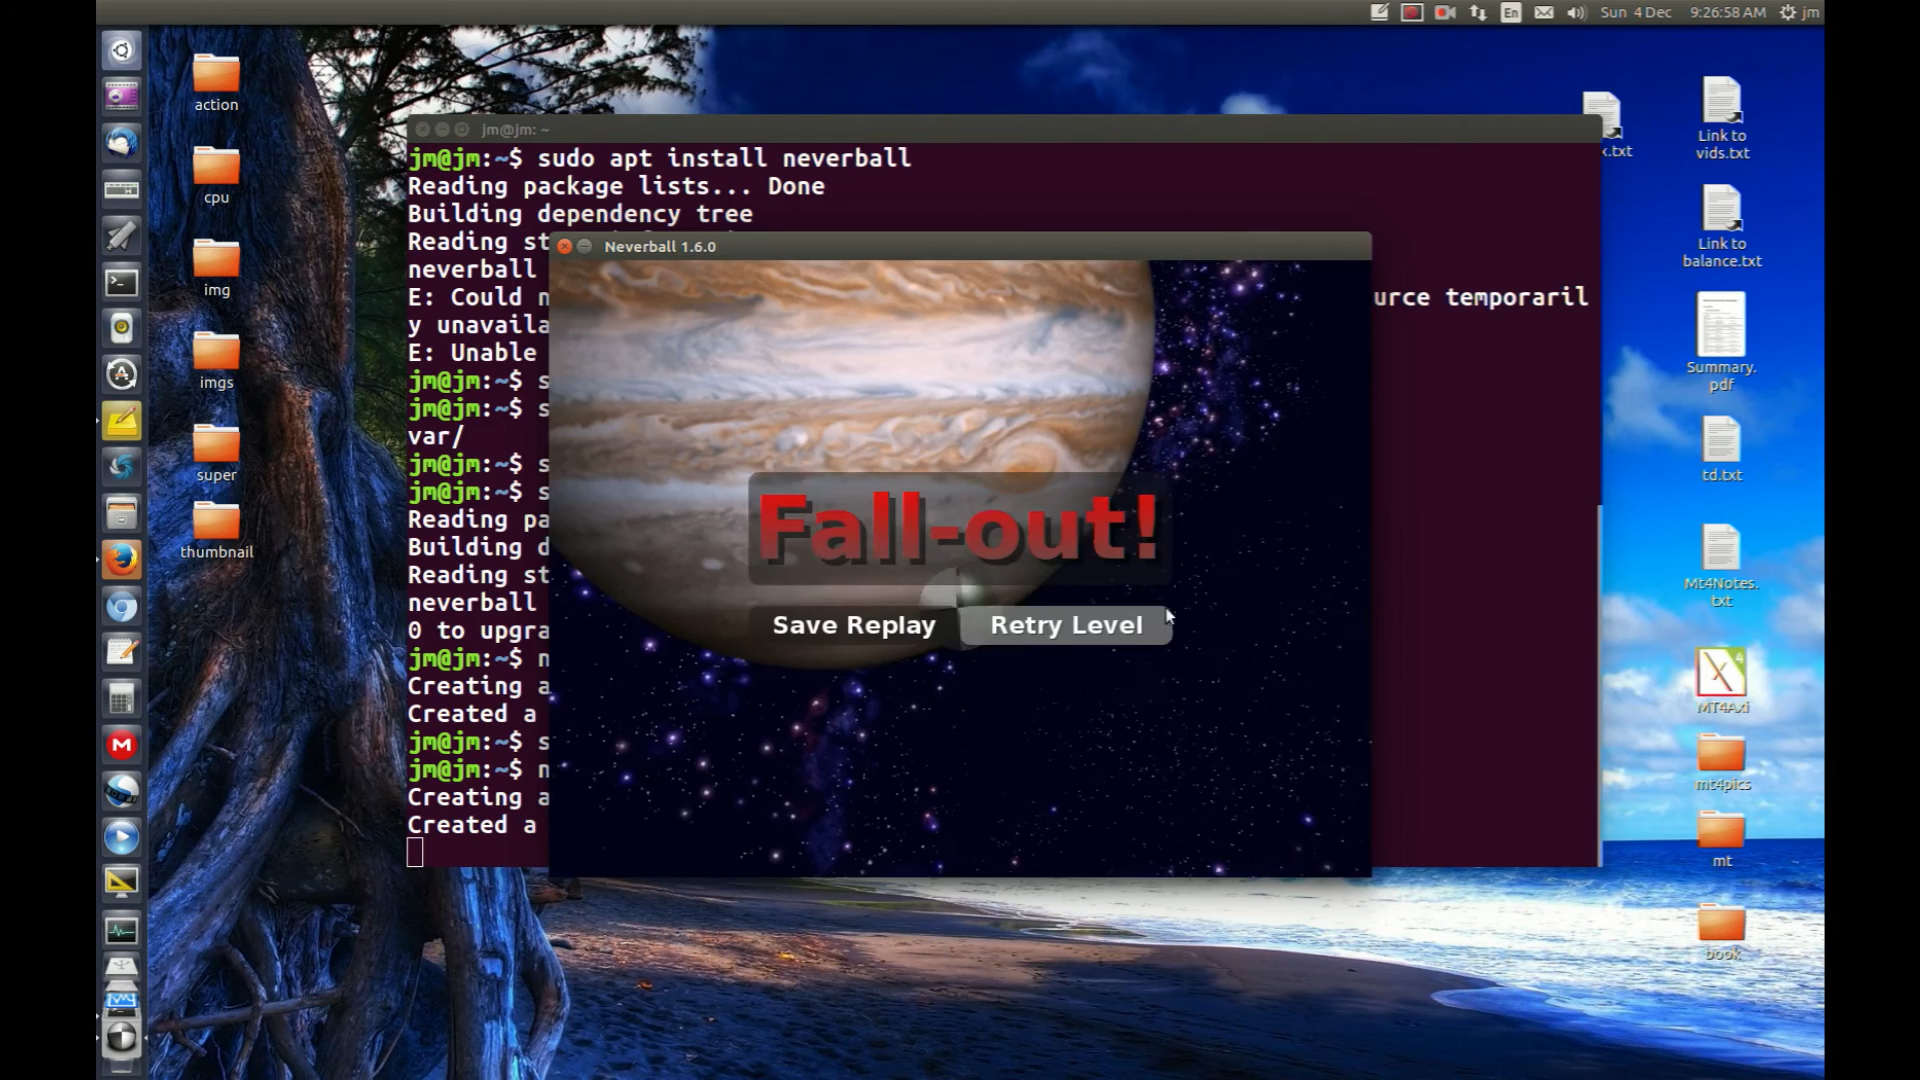 En
Sun 4 Dec
9:26:58 AM
jm
action
cpu
img
imgs
super
thumbnail
jm@jm: ~
jm@jm:~$ sudo apt install neverball
Reading package lists... Done
Building dependency tree
Reading st
neverball
E: Could n
urce temporaril
y unavaila
E: Unable
jm@jm:~$ s
jm@jm:~$ s
var/
jm@jm:~$ s
jm@jm:~$ s
Reading pa
Building d
Reading st
neverball
0 to upgra
jm@jm:~$ n
Creating a
Created a
jm@jm:~$ s
jm@jm:~$ n
Creating a
Created a
Neverball 1.6.0
Fall-out!
Save Replay
Retry Level
x.txt
Link to
vids.txt
Link to
balance.txt
Summary.
pdf
td.txt
Mt4Notes.
txt
MT4Axi
mt4pics
mt
book